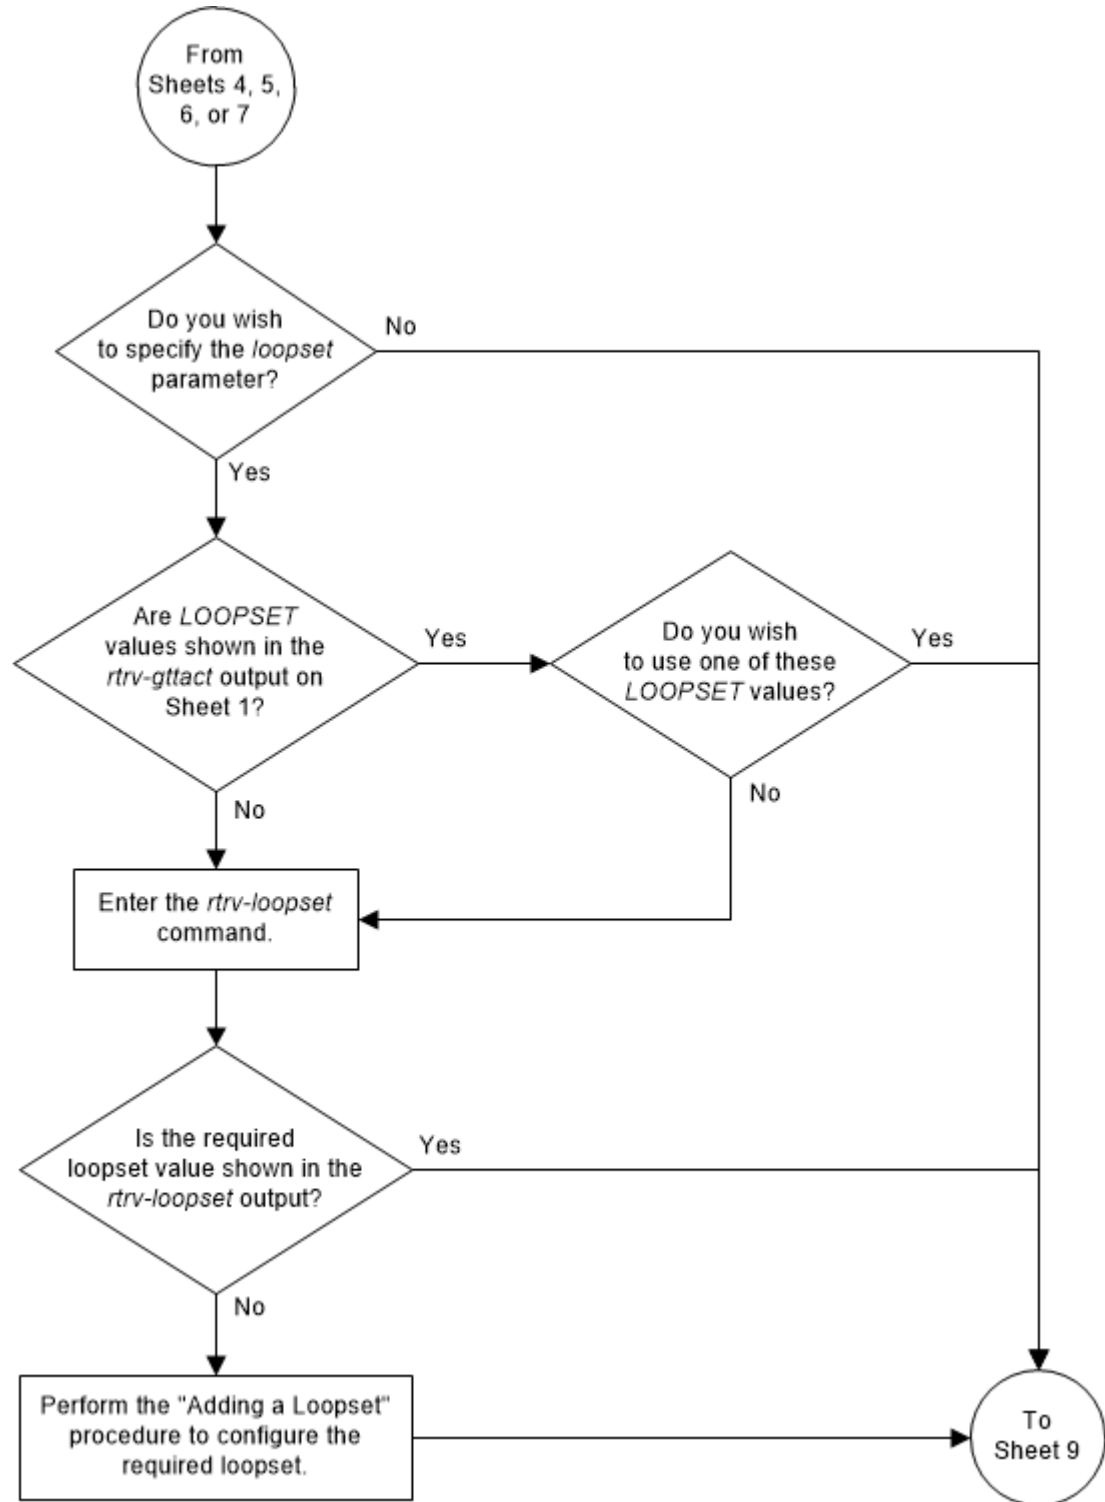 From
Sheets 4, 5,
6, or 7
Do you wish
to specify the loopset
parameter?
No
Yes
Are LOOPSET
values shown in the
rtrv-gttact output on
Sheet 1?
Yes
Do you wish
to use one of these
LOOPSET values?
Yes
No
No
Enter the rtrv-loopset
command.
Is the required
loopset value shown in the
rtrv-loopset output?
Yes
No
Perform the "Adding a Loopset"
procedure to configure the
required loopset.
To
Sheet 9